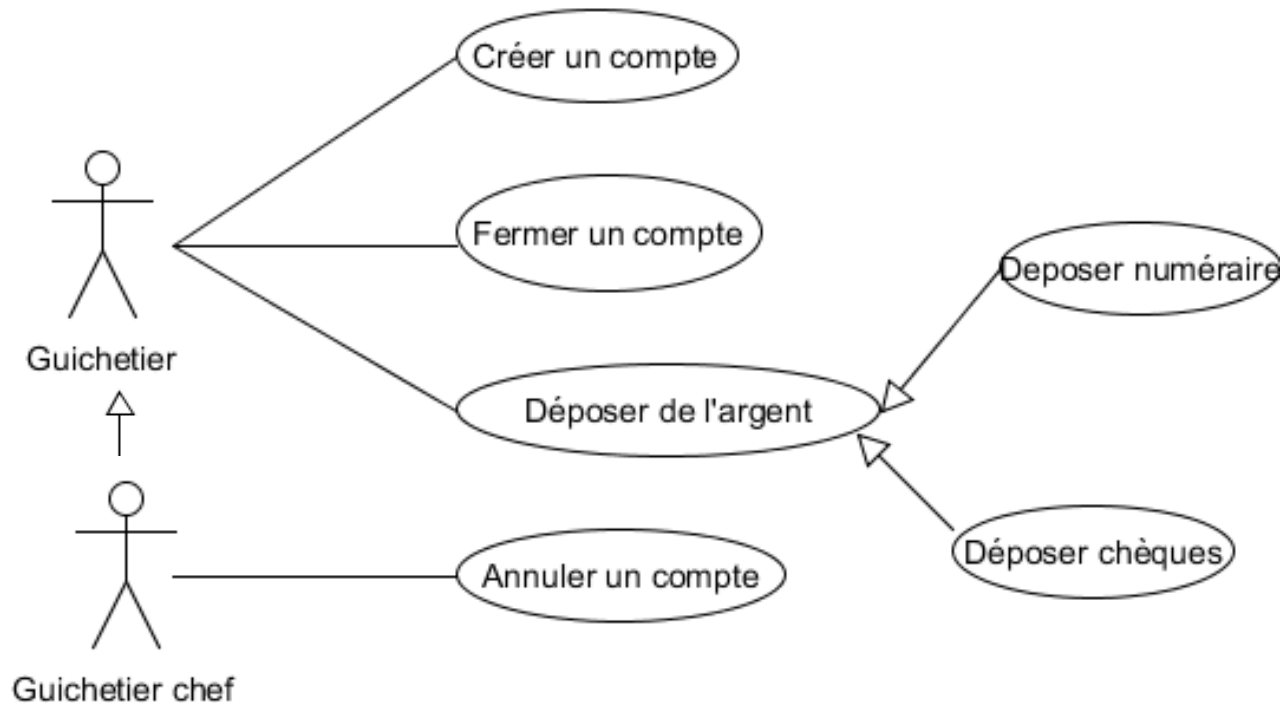 Créer un compte
Fermer un compte
Deposer numéraire
Guichetier
Déposer de l'argent
Déposer chèques
Annuler un compte
Guichetier chef